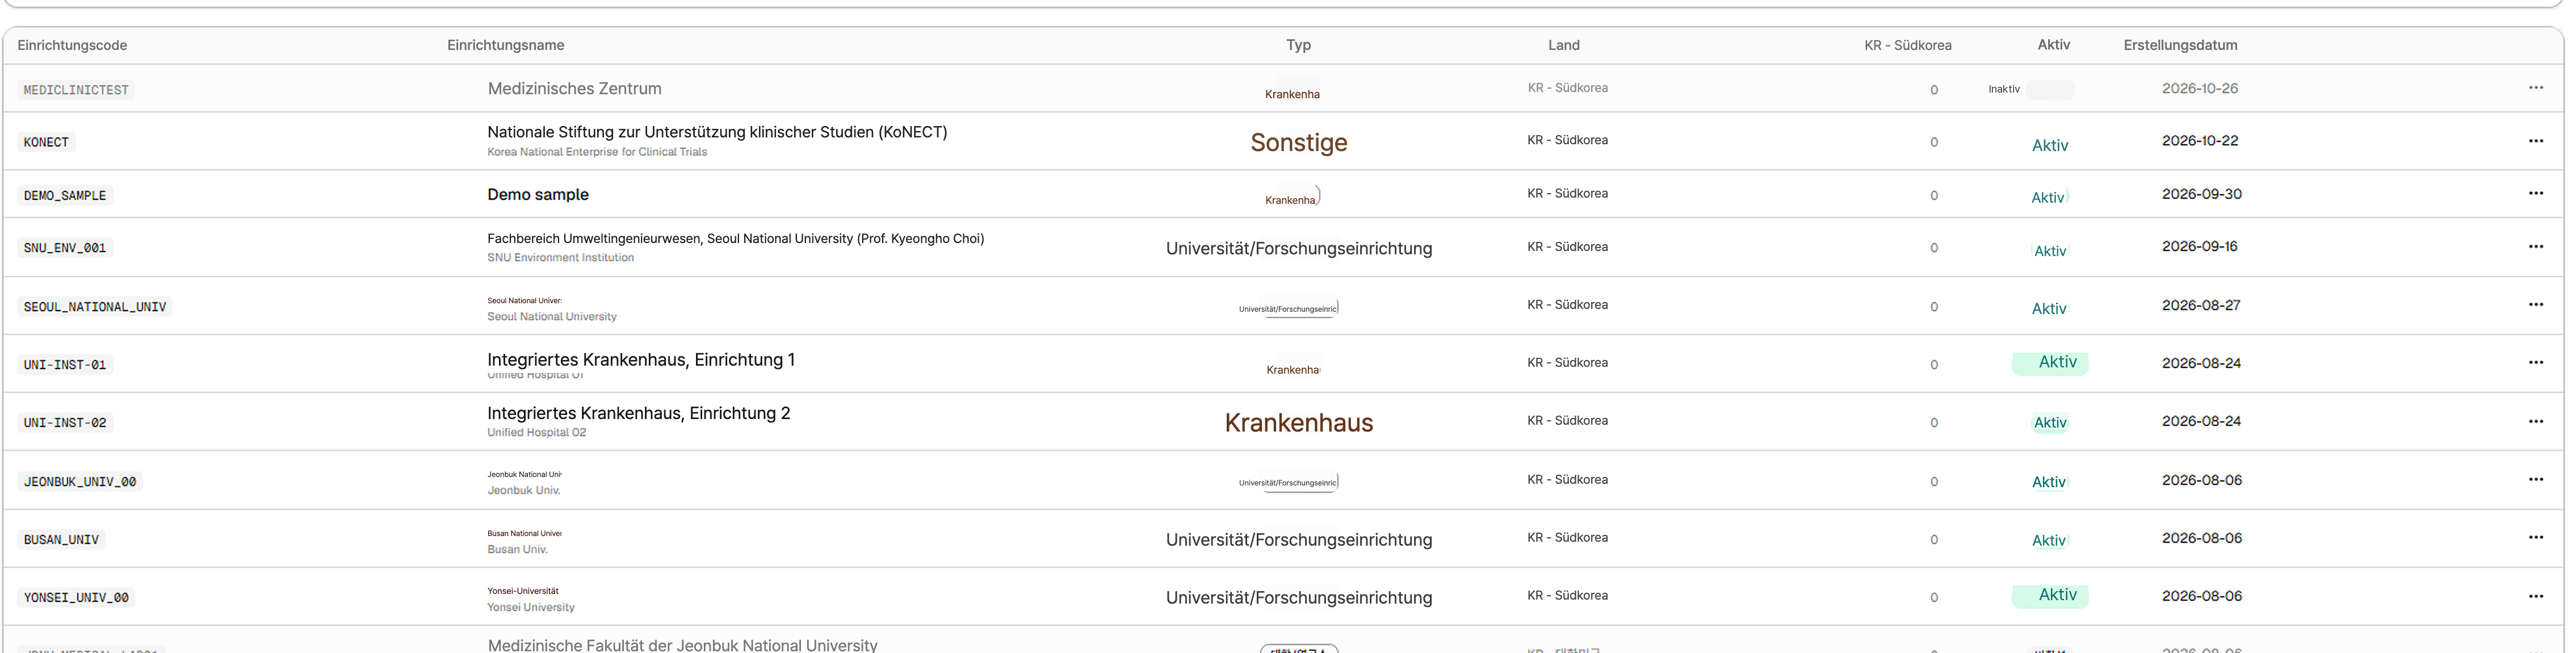 Einrichtungscode Einrichtungsname Typ Land KR - Südkorea Aktiv Erstellungsdatum
MEDICLINICTEST Medizinisches Zentrum Krankenha KR - Südkorea 0 Inaktiv 2026-10-26
KONECT Nationale Stiftung zur Unterstützung klinischer Studien (KoNECT) Sonstige KR - Südkorea 0 Aktiv 2026-10-22
Korea National Enterprise for Clinical Trials
DEMO_SAMPLE Demo sample Krankenha KR - Südkorea 0 Aktiv 2026-09-30
SNU_ENV_001 Fachbereich Umweltingenieurwesen, Seoul National University (Prof. Kyeongho Choi) Universität/Forschungseinrichtung KR - Südkorea 0 Aktiv 2026-09-16
SNU Environment Institution
SEOUL_NATIONAL_UNIV Seoul National Univer Universität/Forschungseinric KR - Südkorea 0 Aktiv 2026-08-27
Seoul National University
UNI-INST-01 Integriertes Krankenhaus, Einrichtung 1 Krankenha KR - Südkorea 0 Aktiv 2026-08-24
Unified Hospital 01
UNI-INST-02 Integriertes Krankenhaus, Einrichtung 2 Krankenhaus KR - Südkorea 0 Aktiv 2026-08-24
Unified Hospital 02
JEONBUK_UNIV_00 Jeonbuk National Uni Universität/Forschungseinric KR - Südkorea 0 Aktiv 2026-08-06
Jeonbuk Univ.
BUSAN_UNIV Busan National Univer Universität/Forschungseinrichtung KR - Südkorea 0 Aktiv 2026-08-06
Busan Univ.
YONSEI_UNIV_00 Yonsei-Universität Universität/Forschungseinrichtung KR - Südkorea 0 Aktiv 2026-08-06
Yonsei University
Medizinische Fakultät der Jeonbuk National University